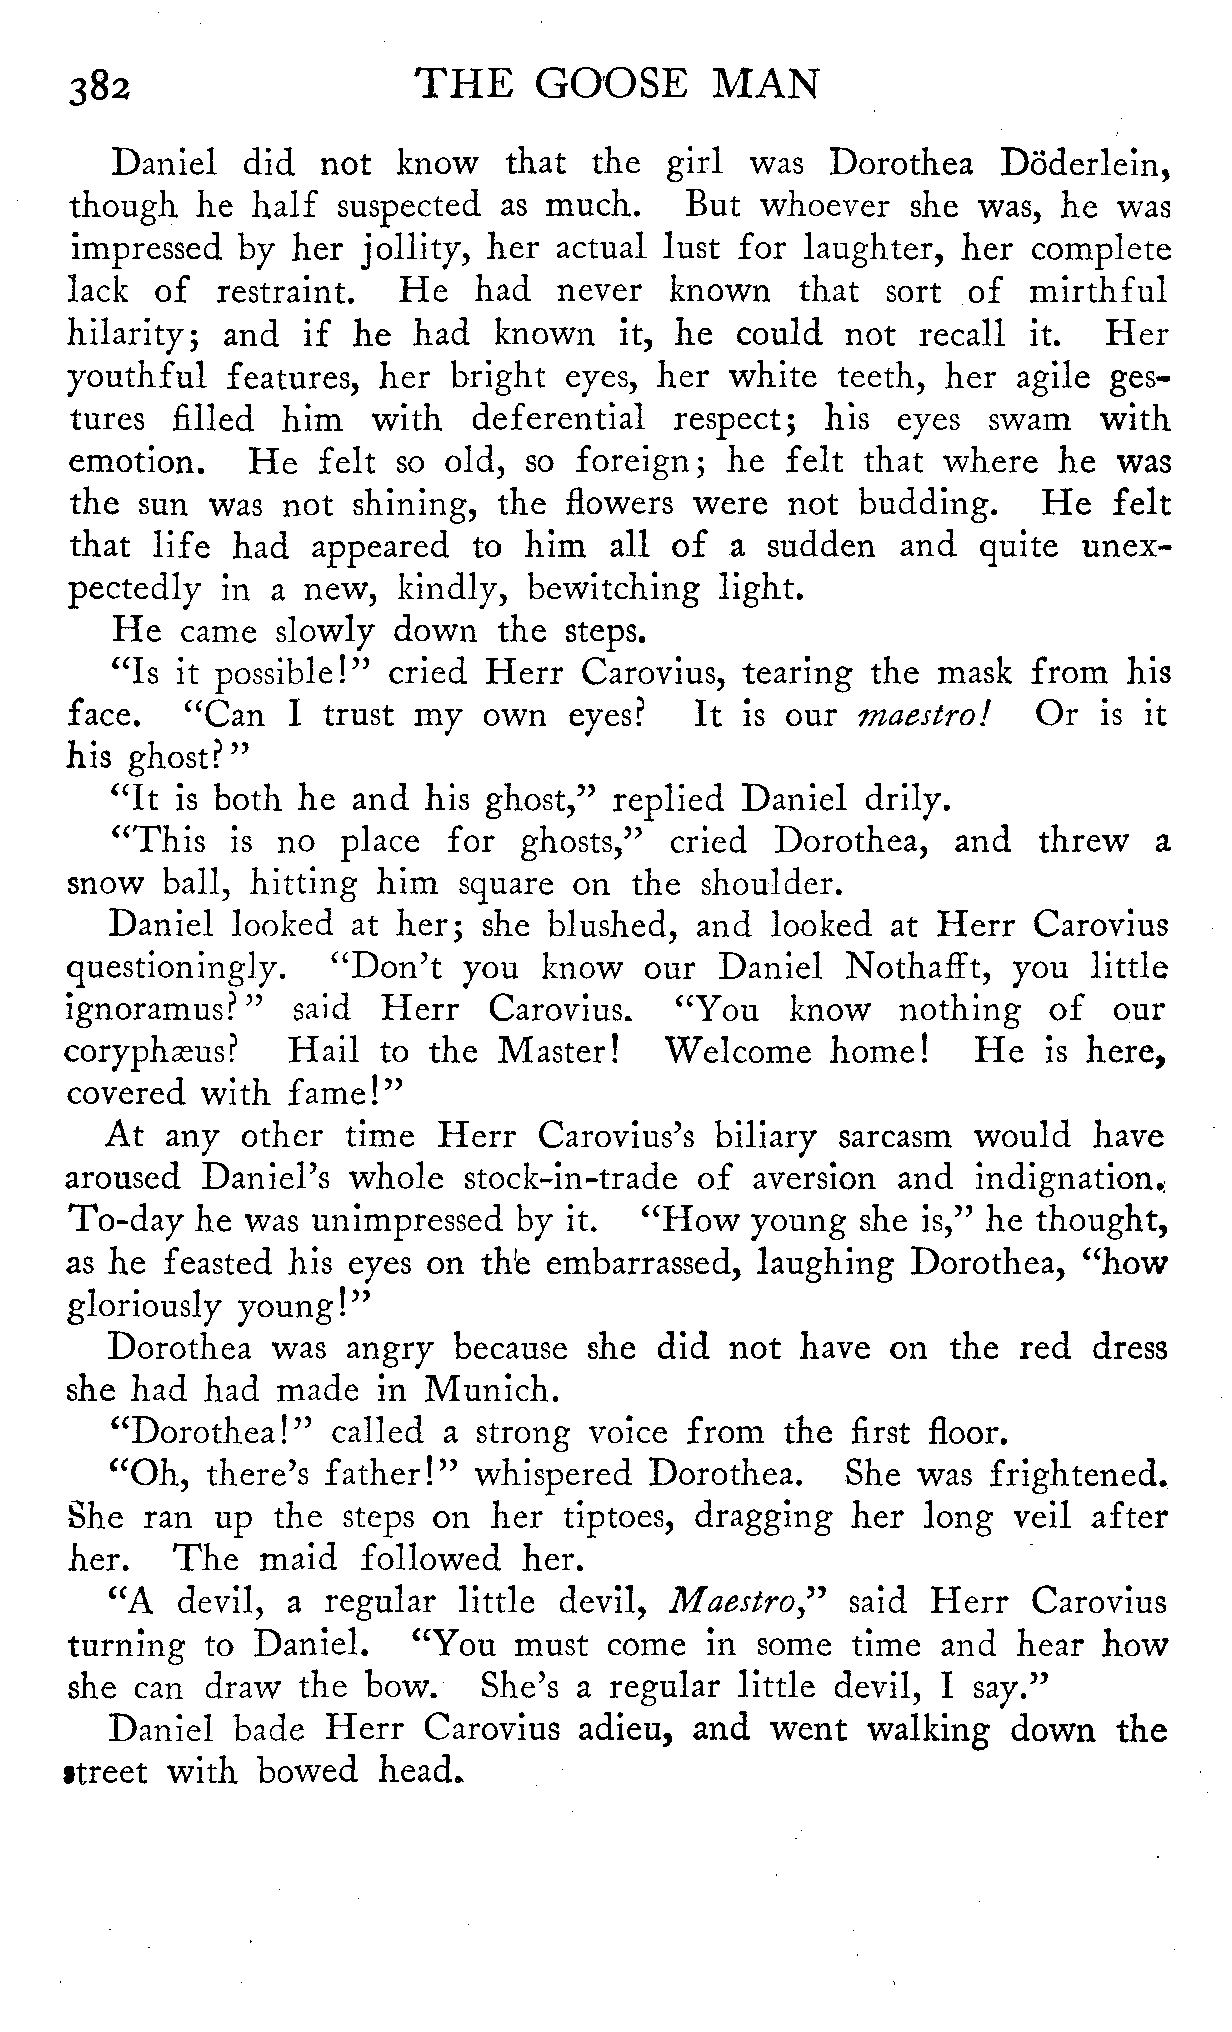 382 THE GOOSE MAN
Daniel did not know that the girl was Dorothea Döderlein,
though he half suspected as much. But whoever she was, he was
impressed by her jollity, her actual lust for laughter, her complete
lack of restraint. He had never known that sort of mirthful
hilarity; and if he had known it, he could not recall it. Her
youthful features, her bright eyes, her white teeth, her agile ges-
tures filled him with deferential respect; his eyes swam with
emotion. He felt so old, so foreign; he felt that where he was
the sun was not shining, the flowers were not budding. He felt
that life had appeared to him all of a sudden and quite unex-
pectedly in a new, kindly, bewitching light.
He came slowly down the steps.
"Is it possible!" cried Herr Carovius, tearing the mask from his
face. "Can I trust my own eyes? It is our maestro! Or is it
his ghost?"
"It is both he and his ghost," replied Daniel drily.
"This is no place for ghosts," cried Dorothea, and threw a
snow ball, hitting him square on the shoulder.
Daniel looked at her; she blushed, and looked at Herr Carovius
questioningly. "Don't you know our Daniel Nothafft, you little
ignoramus?" said Herr Carovius. "You know nothing of our
coryphæus? Hail to the Master! Welcome home! He is here,
covered with fame!"
At any other time Herr Carovius's biliary sarcasm would have
aroused Daniel's whole stock-in-trade of aversion and indignation.
To-day he was unimpressed by it. "How young she is," he thought,
as he feasted his eyes on the embarrassed, laughing Dorothea, "how
gloriously young!"
Dorothea was angry because she did not have on the red dress
she had had made in Munich.
"Dorothea!" called a strong voice from the first floor.
"Oh, there's father!" whispered Dorothea. She was frightened.
She ran up the steps on her tiptoes, dragging her long veil after
her. The maid followed her.
"A devil, a regular little devil, Maestro," said Herr Carovius
turning to Daniel. "You must come in some time and hear how
she can draw the bow. She's a regular little devil, I say."
Daniel bade Herr Carovius adieu, and went walking down the
street with bowed head.